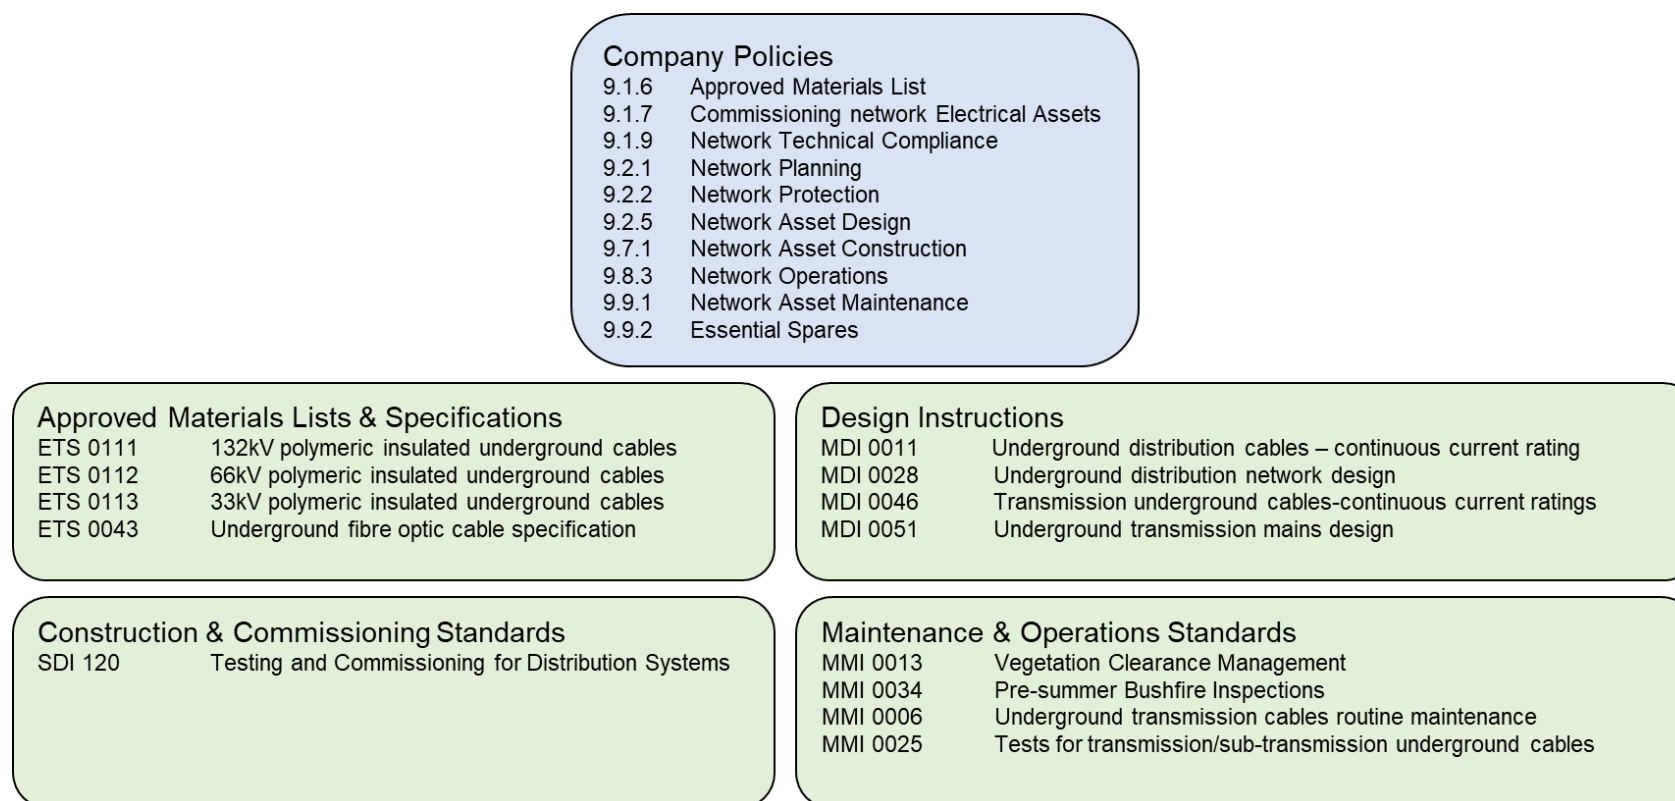 Company Policies
9.1.6 Approved Materials List
9.1.7 Commissioning network Electrical Assets
9.1.9 Network Technical Compliance
9.2.1 Network Planning
9.2.2 Network Protection
9.2.5 Network Asset Design
9.7.1 Network Asset Construction
9.8.3 Network Operations
9.9.1 Network Asset Maintenance
9.9.2 Essential Spares
Approved Materials Lists & Specifications
ETS 0111 132kV polymeric insulated underground cables
ETS 0112 66kV polymeric insulated underground cables
ETS 0113 33kV polymeric insulated underground cables
ETS 0043 Underground fibre optic cable specification
Design Instructions
MDI 0011 Underground distribution cables – continuous current rating
MDI 0028 Underground distribution network design
MDI 0046 Transmission underground cables-continuous current ratings
MDI 0051 Underground transmission mains design
Construction & Commissioning Standards
SDI 120 Testing and Commissioning for Distribution Systems
Maintenance & Operations Standards
MMI 0013 Vegetation Clearance Management
MMI 0034 Pre-summer Bushfire Inspections
MMI 0006 Underground transmission cables routine maintenance
MMI 0025 Tests for transmission/sub-transmission underground cables